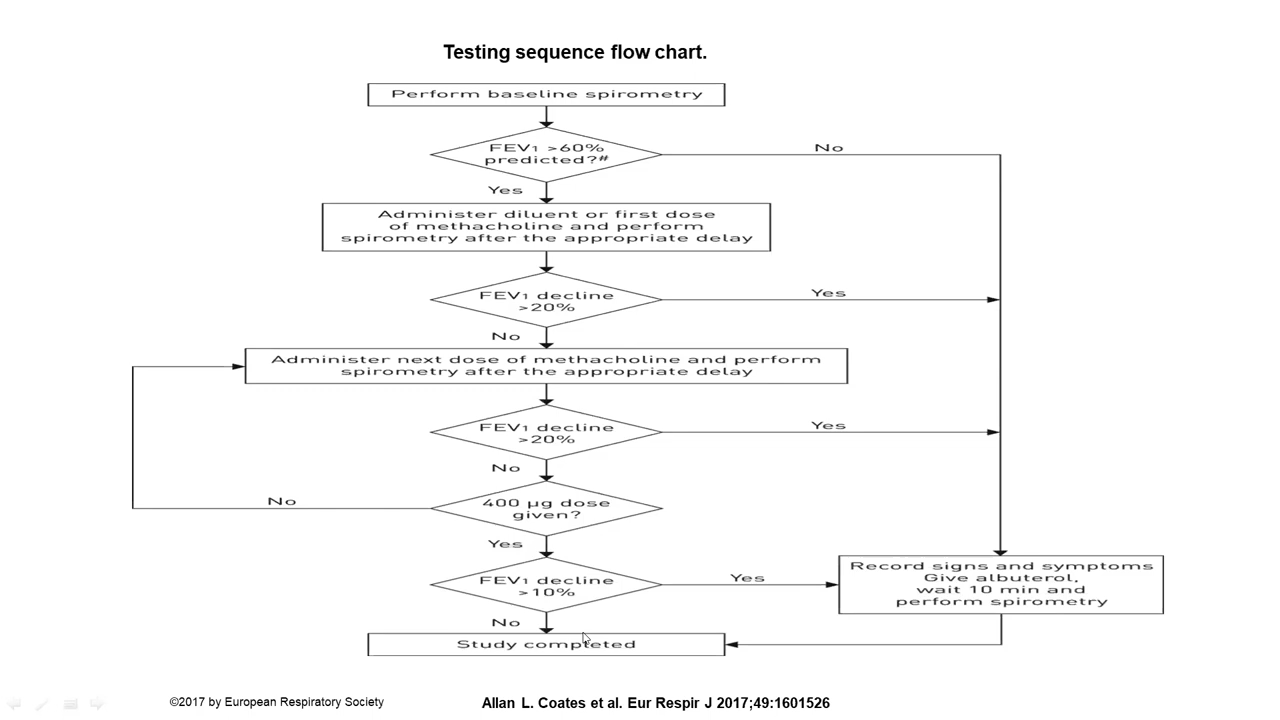 Testing sequence flow chart.
Perform baseline spirometry
FEV₁ >60%
predicted?#
No
Yes
Administer diluent or first dose
of methacholine and perform
spirometry after the appropriate delay
FEV₁ decline
>20%
Yes
No
Administer next dose of methacholine and perform
spirometry after the appropriate delay
FEV₁ decline
>20%
Yes
No
400 µg dose
given?
No
Yes
FEV₁ decline
>10%
Yes
Record signs and symptoms
Give albuterol,
wait 10 min and
perform spirometry
No
Study completed
©2017 by European Respiratory Society
Allan L. Coates et al. Eur Respir J 2017;49:1601526